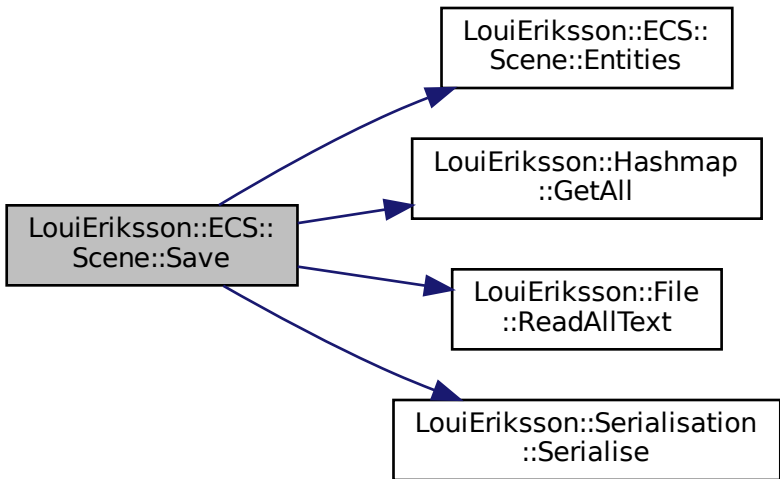 LouiEriksson::ECS::
Scene::Entities
LouiEriksson::Hashmap
::GetAll
LouiEriksson::ECS::
Scene::Save
LouiEriksson::File
::ReadAllText
LouiEriksson::Serialisation
::Serialise